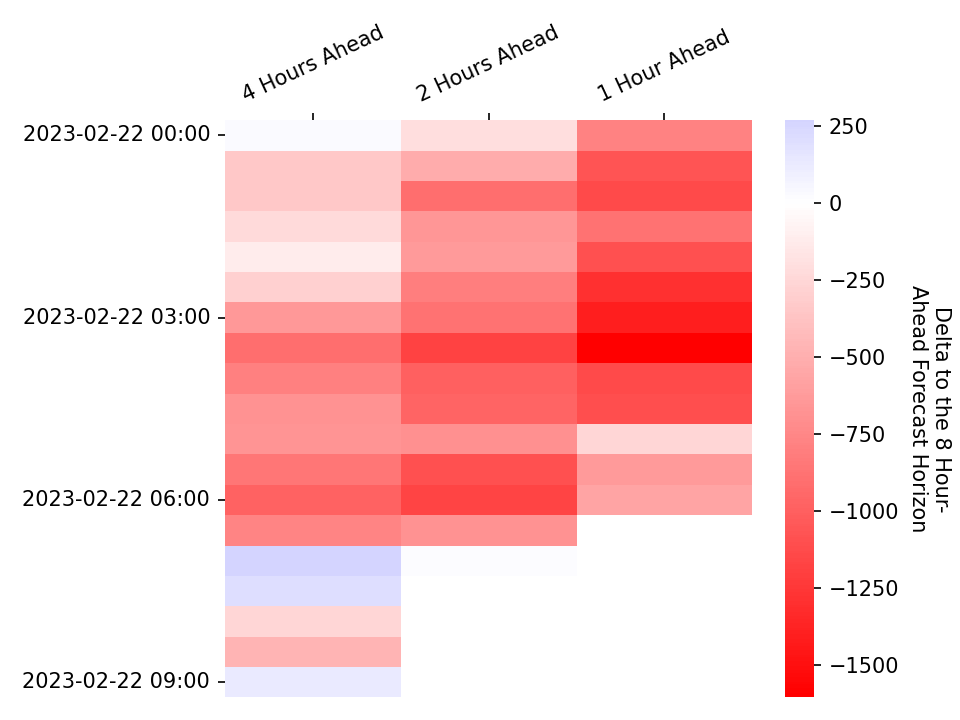 4 Hours Ahead
2 Hours Ahead
1 Hour Ahead
2023-02-22 00:00
2023-02-22 03:00
2023-02-22 06:00
2023-02-22 09:00
250
0
−250
−500
−750
−1000
−1250
−1500
Delta to the 8 Hour-
Ahead Forecast Horizon